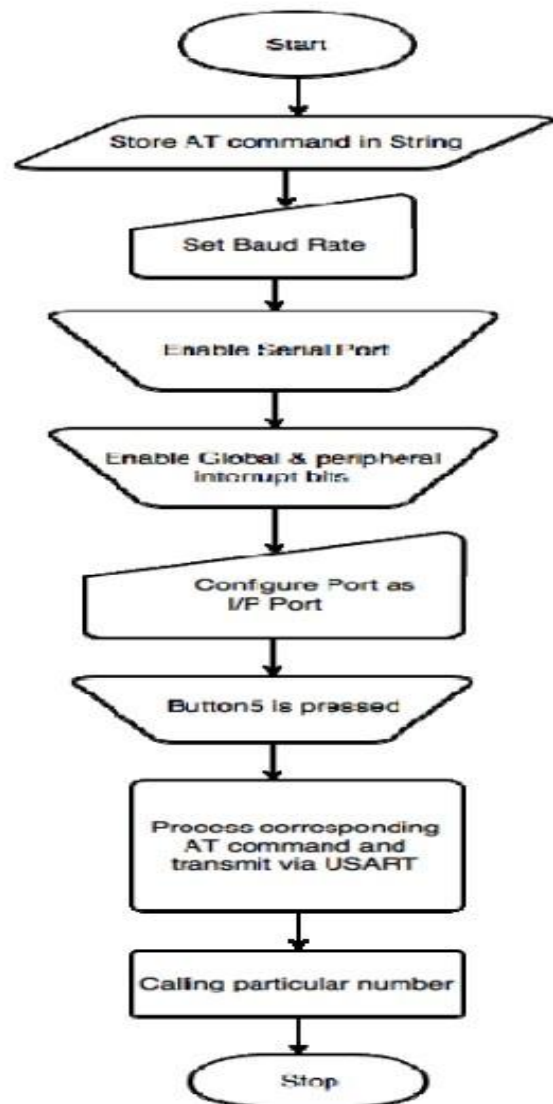 Start
Store AT command in String
Set Baud Rate
Enable Serial Port
Enable Global & peripheral
Interrupt bits
Configure Port as
I/P Port
Button5 is pressed
Process corresponding
AT command and
transmit via USART
Calling particular number
Stop